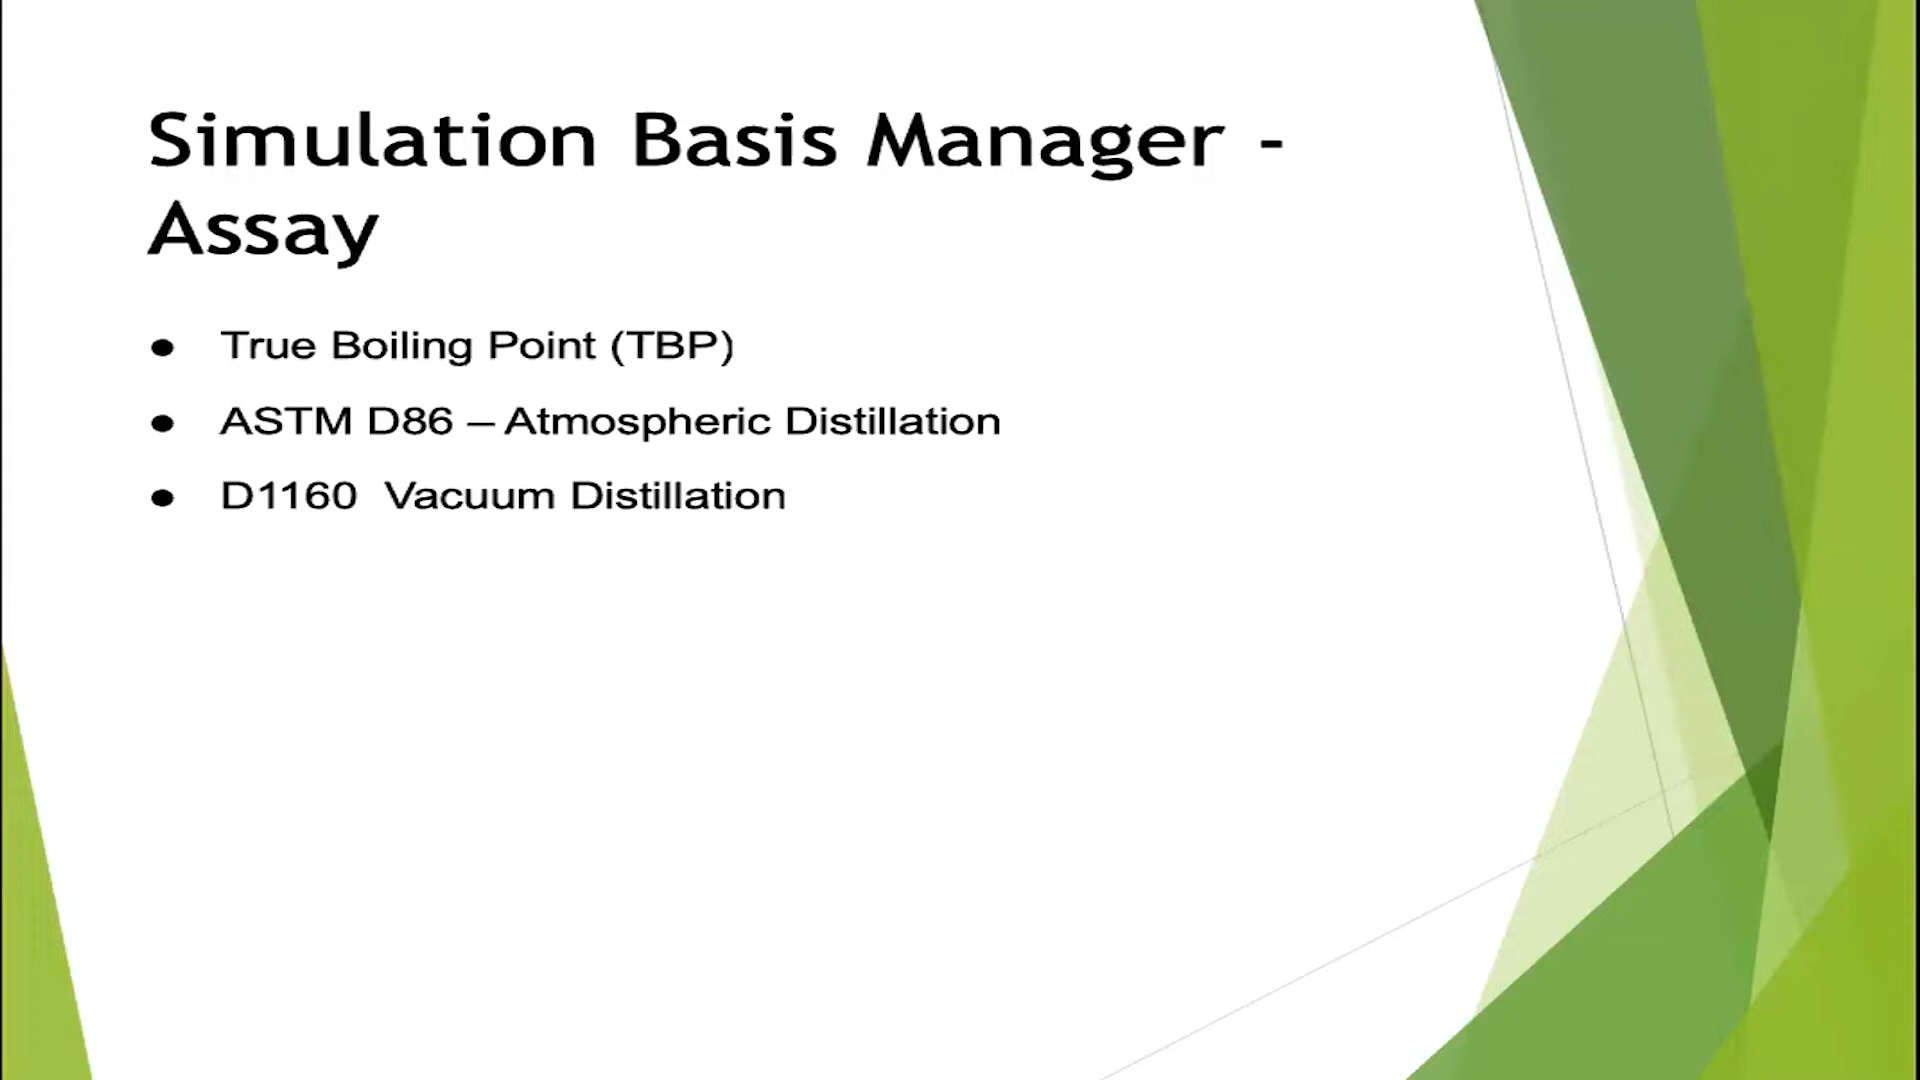 Simulation Basis Manager -
Assay
● True Boiling Point (TBP)
● ASTM D86 – Atmospheric Distillation
● D1160  Vacuum Distillation